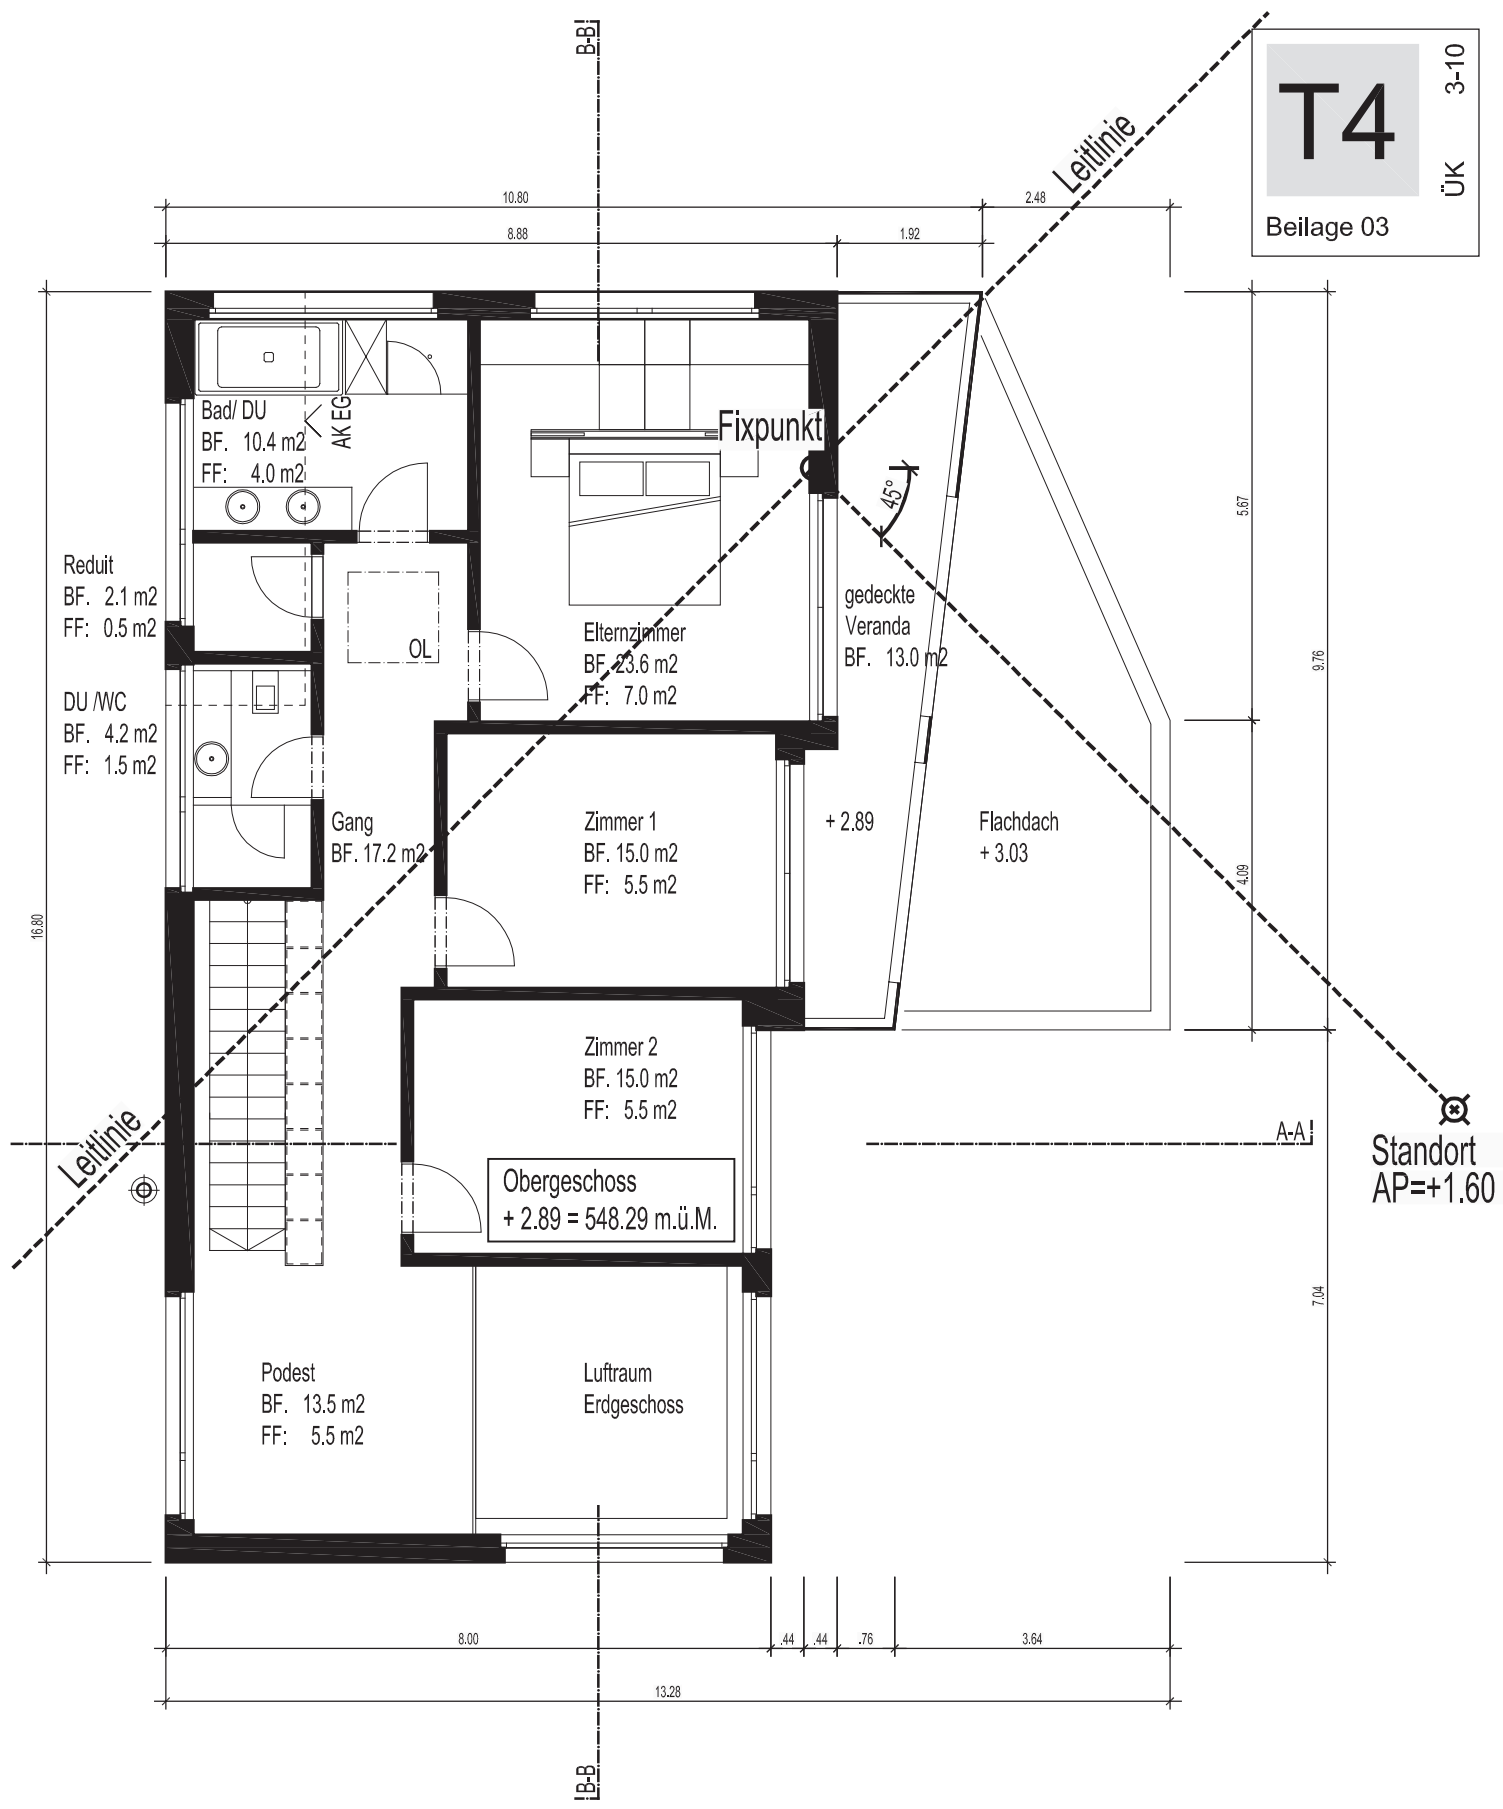 B-B
T4
ÜK 3-10
Beilage 03
Leitlinie
10.80
2.48
8.88
1.92
Bad/ DU
BF. 10.4 m2
FF: 4.0 m2
AK EG
Fixpunkt
45°
5.67
Reduit
BF. 2.1 m2
FF: 0.5 m2
OL
Elternzimmer
BF. 23.6 m2
FF: 7.0 m2
gedeckte
Veranda
BF. 13.0 m2
9.76
DU /WC
BF. 4.2 m2
FF: 1.5 m2
Gang
BF. 17.2 m2
Zimmer 1
BF. 15.0 m2
FF: 5.5 m2
+ 2.89
Flachdach
+ 3.03
4.09
16.80
Zimmer 2
BF. 15.0 m2
FF: 5.5 m2
Leitlinie
A-A
Standort
AP=+1.60
Obergeschoss
+ 2.89 = 548.29 m.ü.M.
7.04
Podest
BF. 13.5 m2
FF: 5.5 m2
Luftraum
Erdgeschoss
8.00
.44
.44
.76
3.64
13.28
B-B